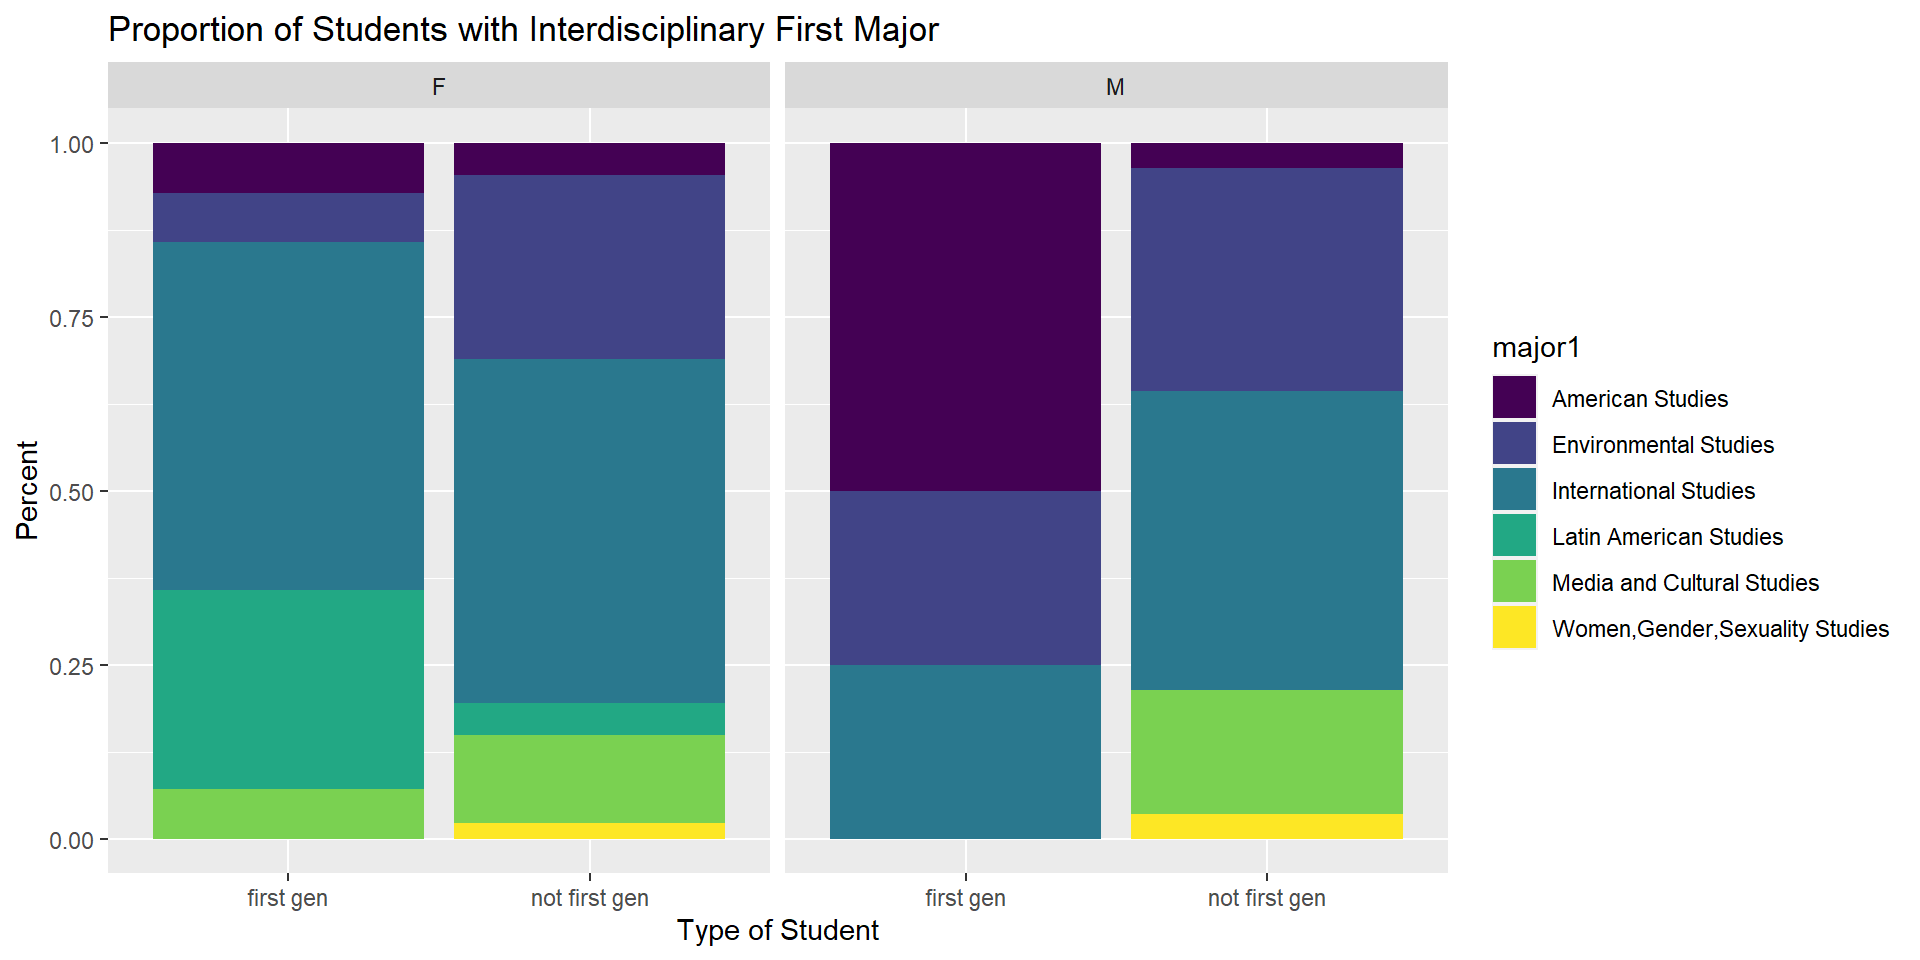 Proportion of Students with Interdisciplinary First Major
F
M
1.00
0.75
0.50
0.25
0.00
Percent
first gen
not first gen
first gen
not first gen
Type of Student
major1
American Studies
Environmental Studies
International Studies
Latin American Studies
Media and Cultural Studies
Women,Gender,Sexuality Studies